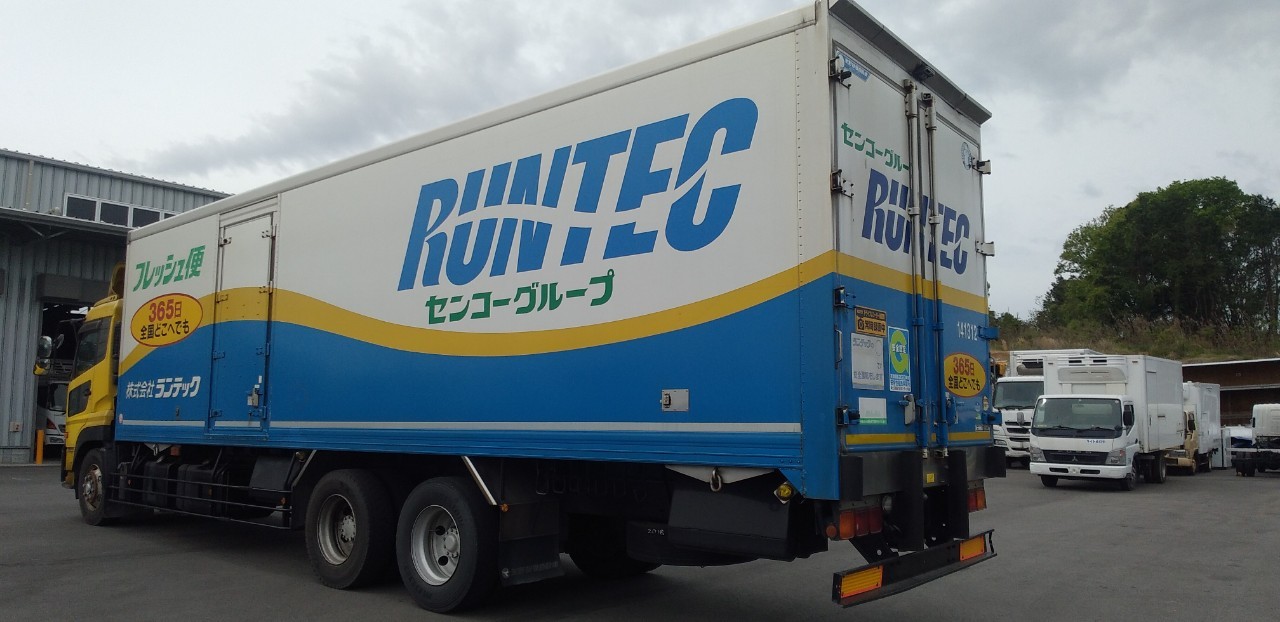 フレッシュ便
365日
全国どこへでも
株式会社 ランテック
RUNTEC
センコーグループ
センコーグルー
RUNTEC
141312
365日
全国どこへでも